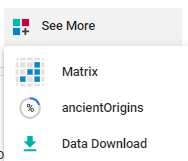 See More
Matrix
% ancientOrigins
Data Download